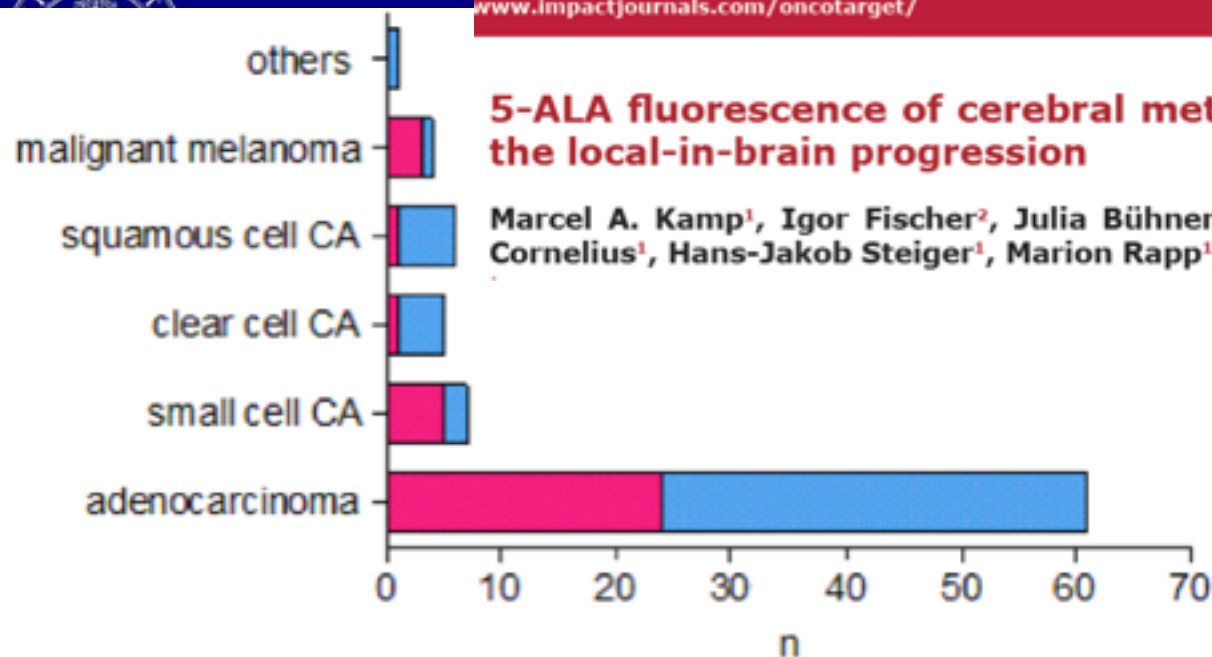 www.impactjournals.com/oncotarget/
5-ALA fluorescence of cerebral met
the local-in-brain progression
Marcel A. Kamp¹, Igor Fischer², Julia Bühner
Cornelius¹, Hans-Jakob Steiger¹, Marion Rapp¹
others
malignant melanoma
squamous cell CA
clear cell CA
small cell CA
adenocarcinoma
0 10 20 30 40 50 60 70
n